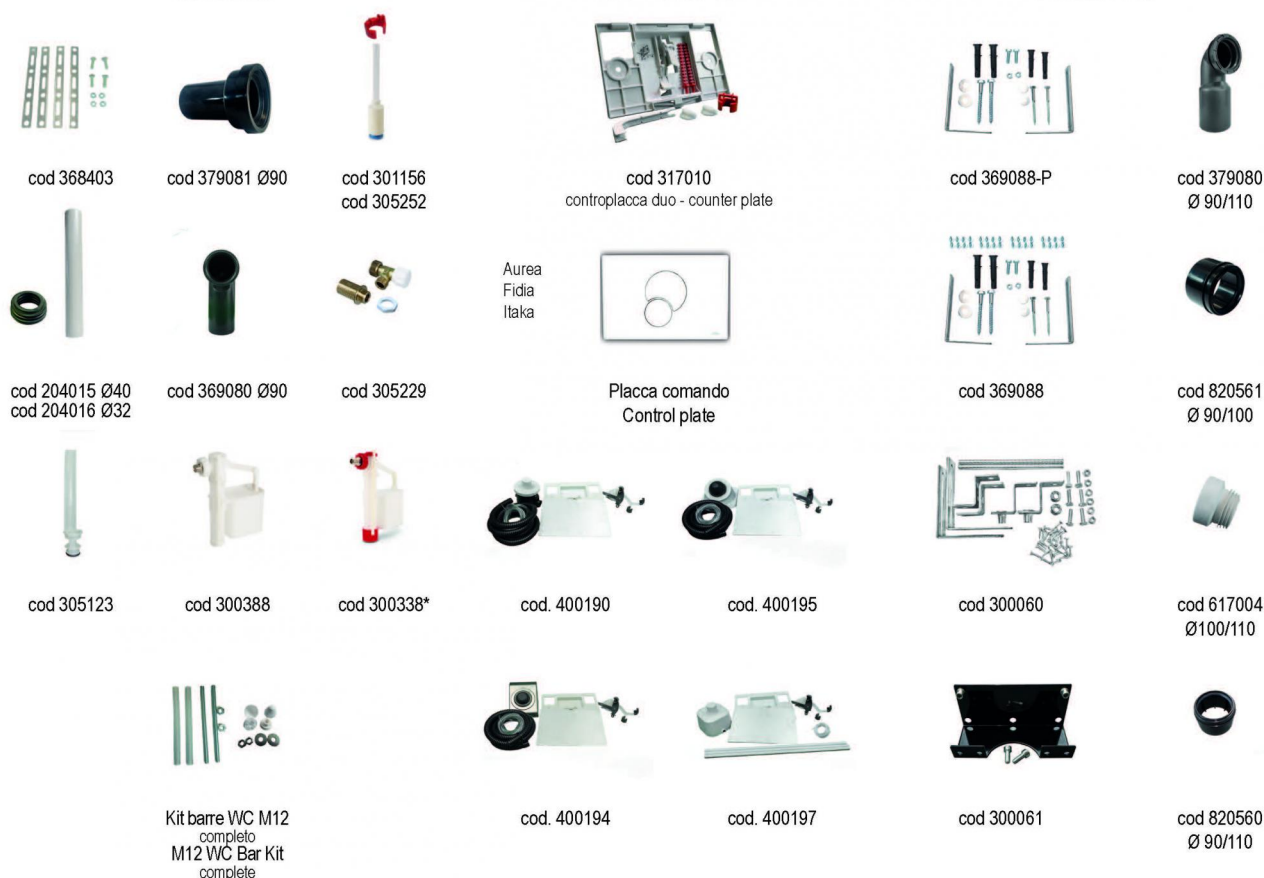 cod 368403
cod 379081 Ø90
cod 301156
cod 305252
cod 317010
controplacca duo - counter plate
cod 369088-P
cod 379080
Ø 90/110
Aurea
Fidia
Itaka
cod 204015 Ø40
cod 204016 Ø32
cod 369080 Ø90
cod 305229
Placca comando
Control plate
cod 369088
cod 820561
Ø 90/100
cod 305123
cod 300388
cod 300338*
cod. 400190
cod. 400195
cod 300060
cod 617004
Ø100/110
Kit barre WC M12
completo
M12 WC Bar Kit
complete
cod. 400194
cod. 400197
cod 300061
cod 820560
Ø 90/110